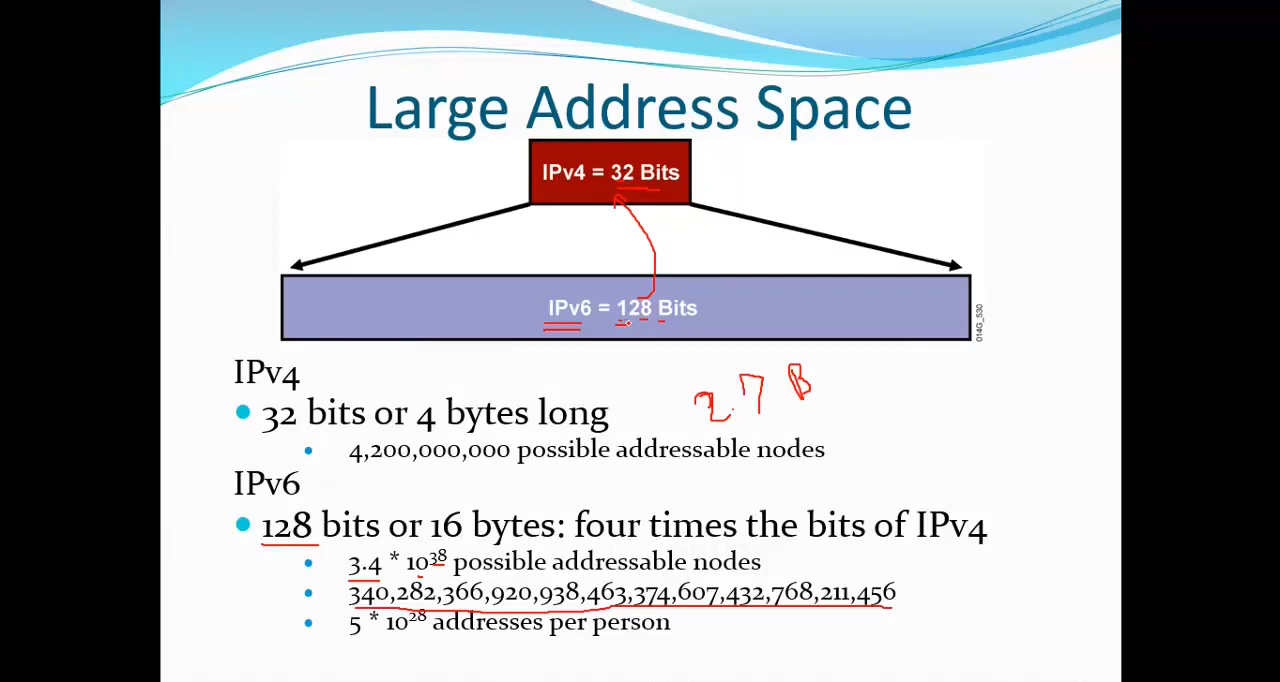 Large Address Space
IPv4 = 32 Bits
IPv6 = 128 Bits
014G_530
IPv4
2.7 B
• 32 bits or 4 bytes long
• 4,200,000,000 possible addressable nodes
IPv6
• 128 bits or 16 bytes: four times the bits of IPv4
• 3.4 * 10³⁸ possible addressable nodes
• 340,282,366,920,938,463,374,607,432,768,211,456
• 5 * 10²⁸ addresses per person